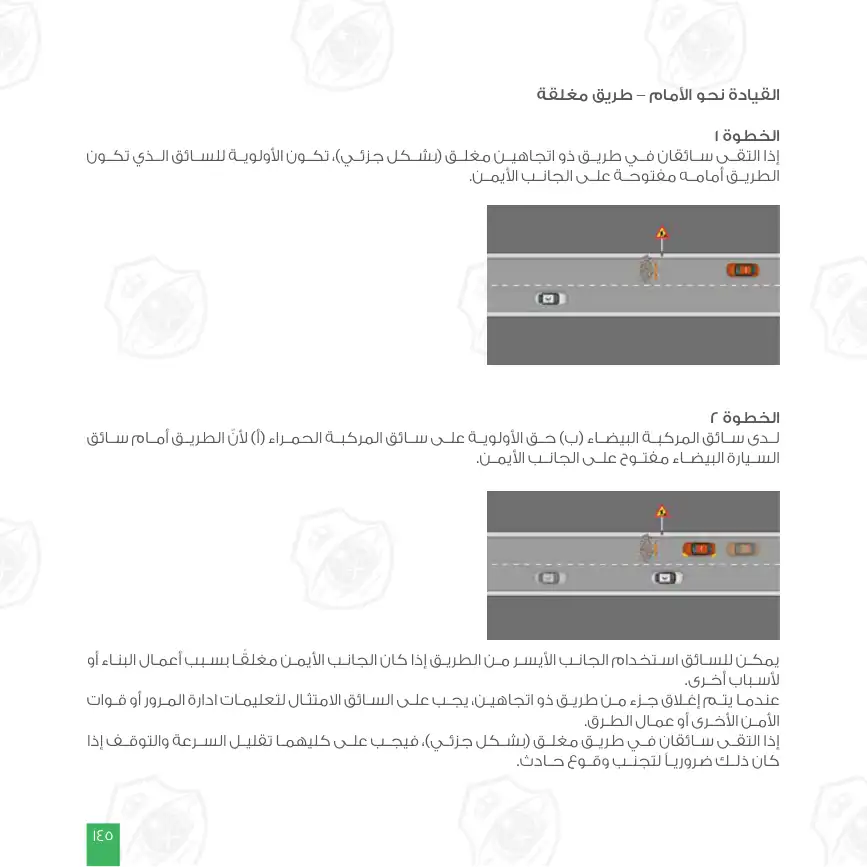 القيادة نحو الأمام – طريق مغلقة
الخطوة ١
إذا التقى سائقان في طريق ذو اتجاهين مغلق (بشكل جزئي)، تكون الأولوية للسائق الذي تكون
الطريق أمامه مفتوحة على الجانب الأيمن.
الخطوة ٢
لدى سائق المركبة البيضاء (ب) حق الأولوية على سائق المركبة الحمراء (أ) لأنّ الطريق أمام سائق
السيارة البيضاء مفتوح على الجانب الأيمن.
يمكن للسائق استخدام الجانب الأيسر من الطريق إذا كان الجانب الأيمن مغلقًا بسبب أعمال البناء أو
لأسباب أخرى.
عندما يتم إغلاق جزء من طريق ذو اتجاهين، يجب على السائق الامتثال لتعليمات ادارة المرور أو قوات
الأمن الأخرى أو عمال الطرق.
إذا التقى سائقان في طريق مغلق (بشكل جزئي)، فيجب على كليهما تقليل السرعة والتوقف إذا
كان ذلك ضرورياً لتجنب وقوع حادث.
١٤٥